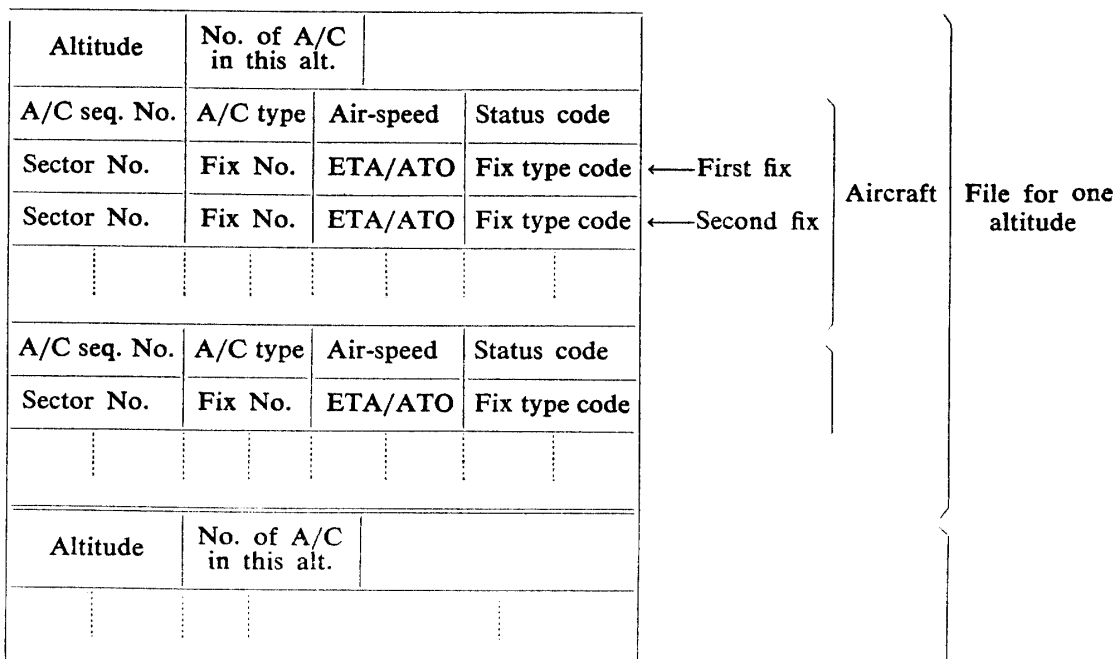 Altitude No. of A/C
in this alt.
A/C seq. No. A/C type Air-speed Status code
Sector No. Fix No. ETA/ATO Fix type code ←First fix
Sector No. Fix No. ETA/ATO Fix type code ←Second fix
Aircraft File for one
altitude
A/C seq. No. A/C type Air-speed Status code
Sector No. Fix No. ETA/ATO Fix type code
Altitude No. of A/C
in this alt.